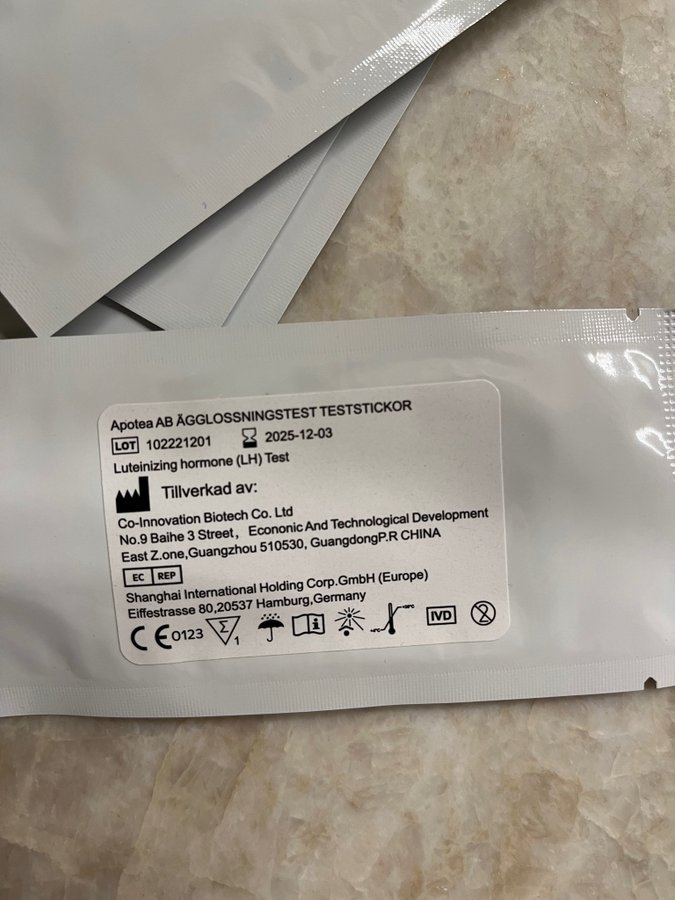 Apotea AB ÄGGLOSSNINGSTEST TESTSTICKOR
LOT 102221201 2025-12-03
Luteinizing hormone (LH) Test
Tillverkad av:
Co-Innovation Biotech Co. Ltd
No.9 Baihe 3 Street, Econonic And Technological Development
East Z.one,Guangzhou 510530, GuangdongP.R CHINA
EC REP
Shanghai International Holding Corp.GmbH (Europe)
Eiffestrasse 80,20537 Hamburg,Germany
CE 0123 Σ 1 i IVD 2